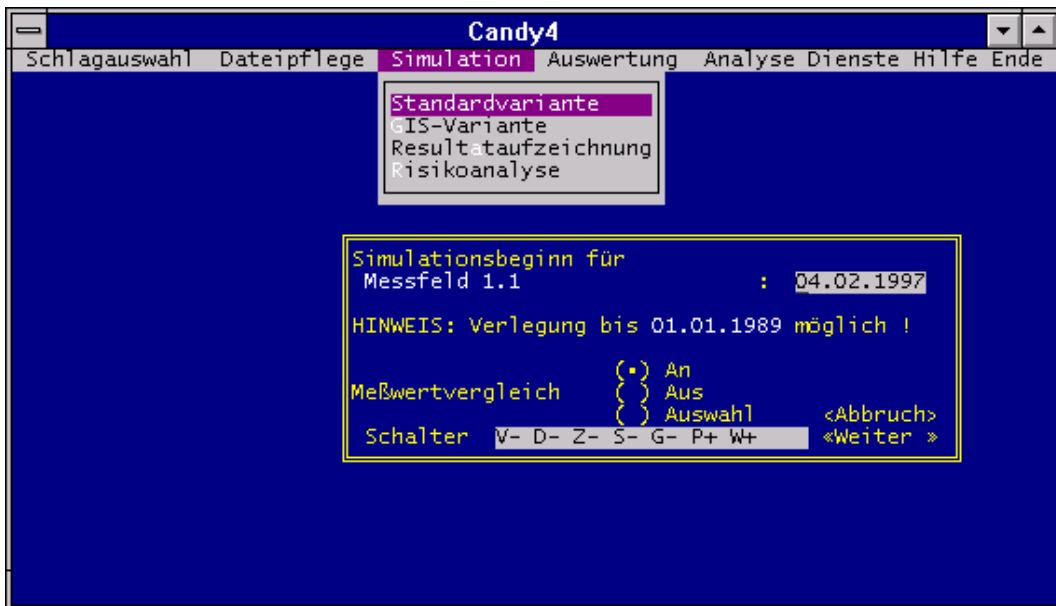 Candy4
Schlagauswahl Dateipflege Simulation Auswertung Analyse Dienste Hilfe Ende
Standardvariante
GIS-Variante
Resultataufzeichnung
Risikoanalyse
Simulationsbeginn für
Messfeld 1.1 : 04.02.1997
HINWEIS: Verlegung bis 01.01.1989 möglich !
(•) An
Meßwertvergleich ( ) Aus
( ) Auswahl <Abbruch>
Schalter V- D- Z- S- G- P+ W+ «Weiter »